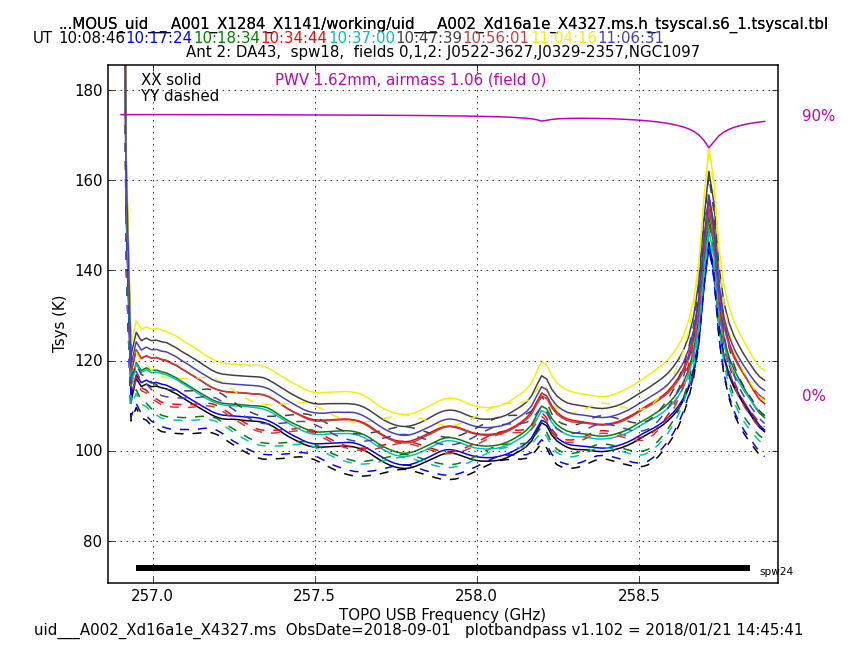 ...MOUS_uid___A001_X1284_X1141/working/uid___A002_Xd16a1e_X4327.ms.h_tsyscal.s6_1.tsyscal.tbl
UT 10:08:46 10:17:24 10:18:34 10:34:44 10:37:00 10:47:39 10:56:01 11:04:16 11:06:31
Ant 2: DA43, spw18, fields 0,1,2: J0522-3627,J0329-2357,NGC1097
XX solid
YY dashed
PWV 1.62mm, airmass 1.06 (field 0)
90%
0%
180
160
140
120
100
80
Tsys (K)
spw24
257.0 257.5 258.0 258.5
TOPO USB Frequency (GHz)
uid___A002_Xd16a1e_X4327.ms ObsDate=2018-09-01 plotbandpass v1.102 = 2018/01/21 14:45:41